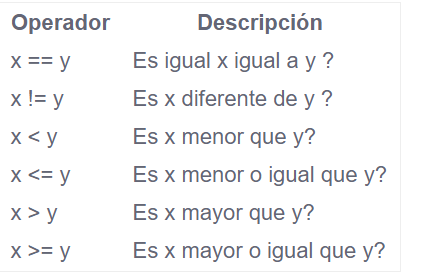 Operador Descripción
x == y Es igual x igual a y ?
x != y Es x diferente de y ?
x < y Es x menor que y?
x <= y Es x menor o igual que y?
x > y Es x mayor que y?
x >= y Es x mayor o igual que y?